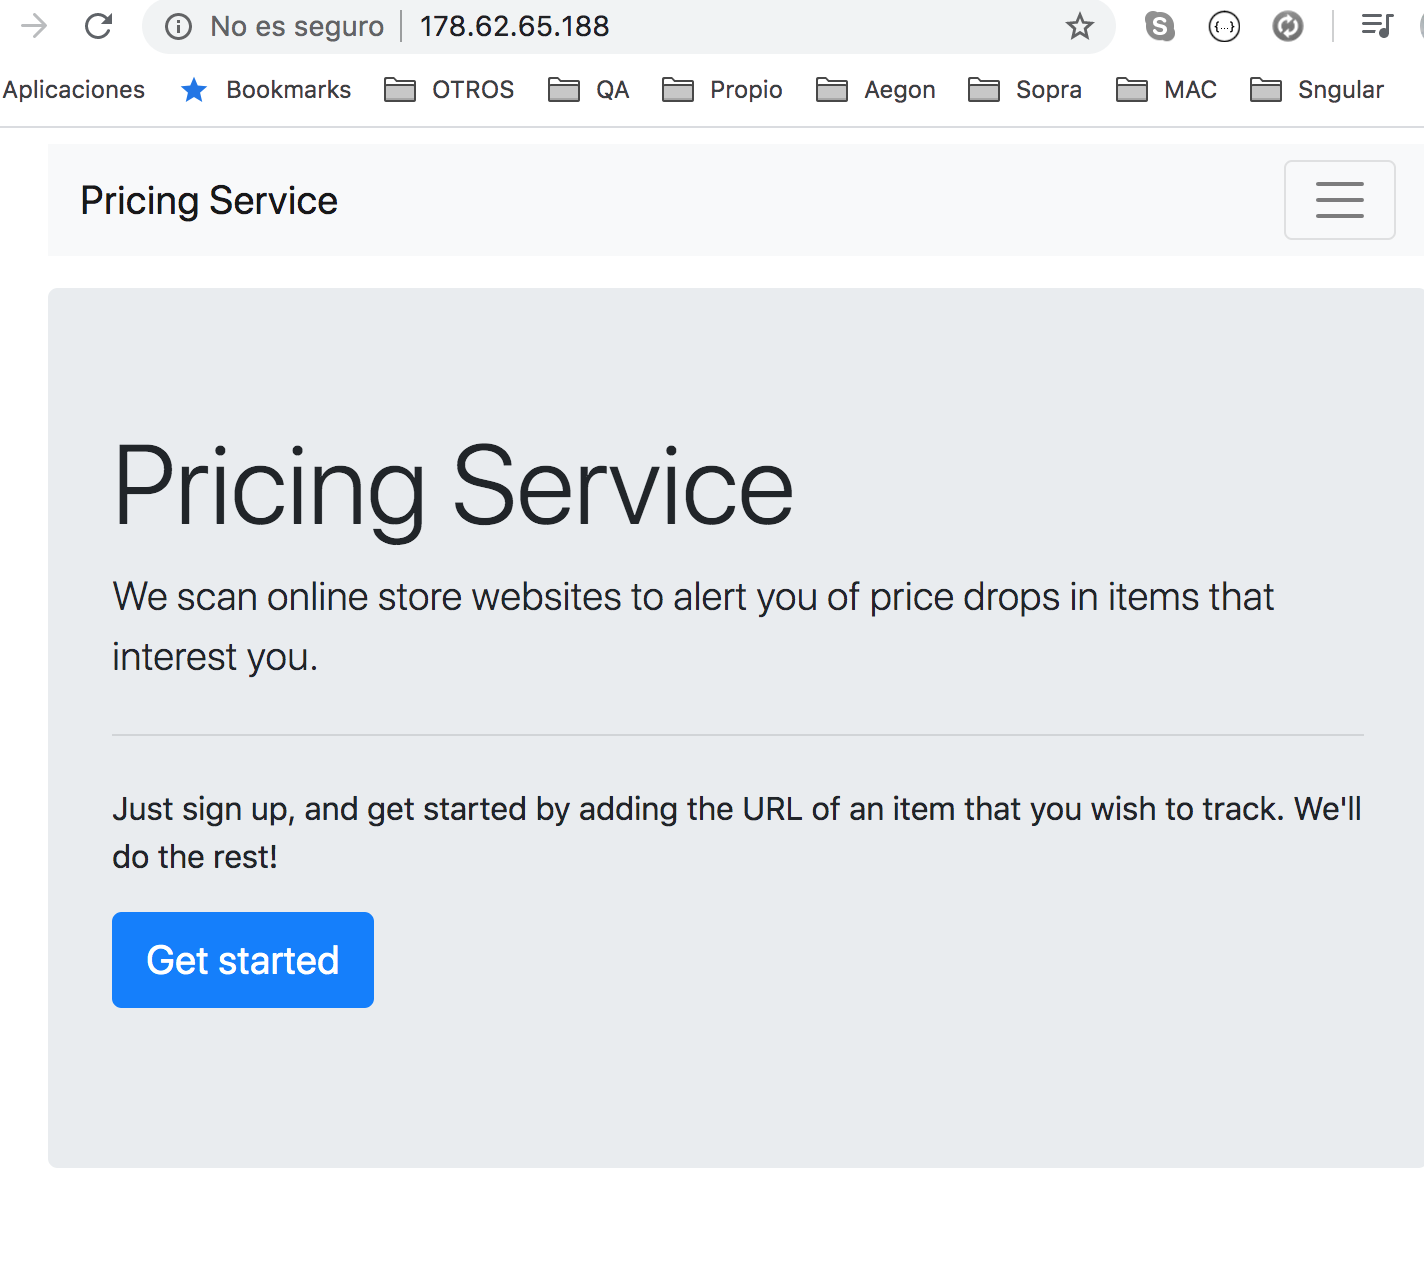 No es seguro 178.62.65.188
Aplicaciones Bookmarks OTROS QA Propio Aegon Sopra MAC Sngular
Pricing Service
Pricing Service
We scan online store websites to alert you of price drops in items that
interest you.
Just sign up, and get started by adding the URL of an item that you wish to track. We'll
do the rest!
Get started